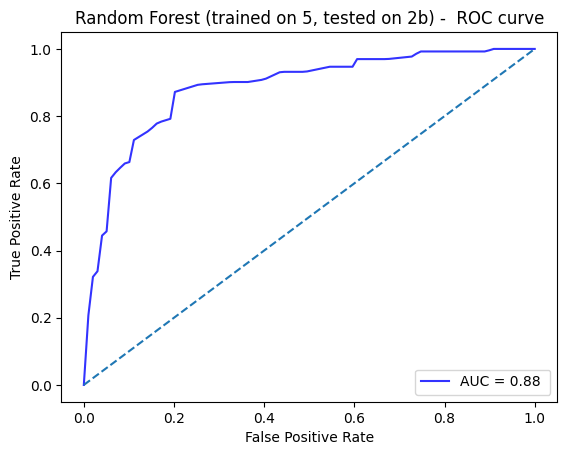 Random Forest (trained on 5, tested on 2b) -  ROC curve
True Positive Rate
1.0
0.8
0.6
0.4
0.2
0.0
AUC = 0.88
0.0 0.2 0.4 0.6 0.8 1.0
False Positive Rate